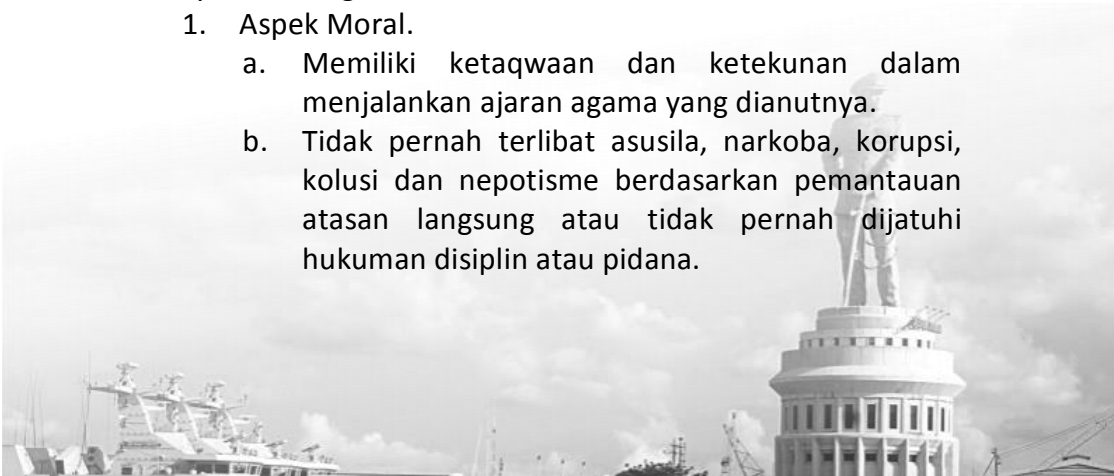 1. Aspek Moral.
a. Memiliki ketaqwaan dan ketekunan dalam
menjalankan ajaran agama yang dianutnya.
b. Tidak pernah terlibat asusila, narkoba, korupsi,
kolusi dan nepotisme berdasarkan pemantauan
atasan langsung atau tidak pernah dijatuhi
hukuman disiplin atau pidana.